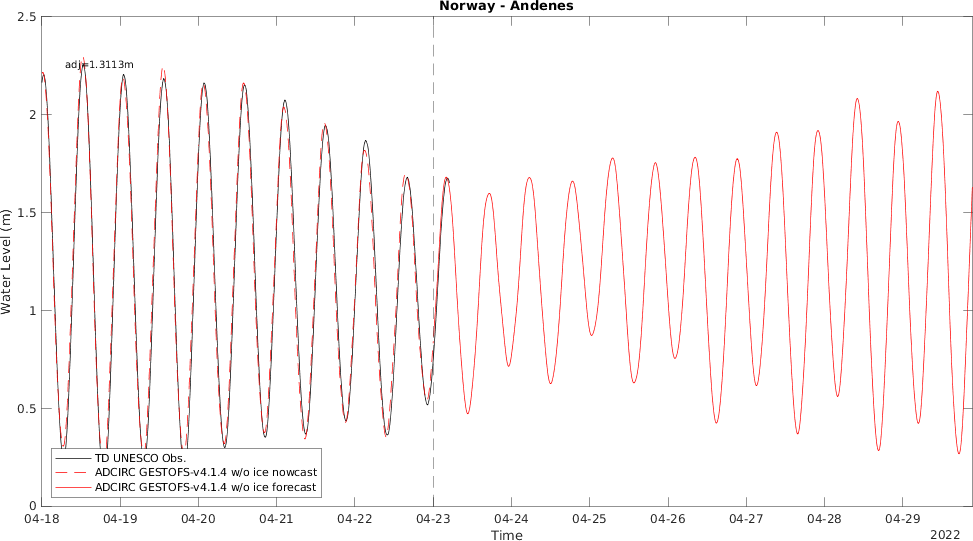 Norway - Andenes
2.5
adj=1.3113m
2
1.5
Water Level (m)
1
0.5
TD UNESCO Obs.
ADCIRC GESTOFS-v4.1.4 w/o ice nowcast
ADCIRC GESTOFS-v4.1.4 w/o ice forecast
0
04-18 04-19 04-20 04-21 04-22 04-23 04-24 04-25 04-26 04-27 04-28 04-29
Time
2022